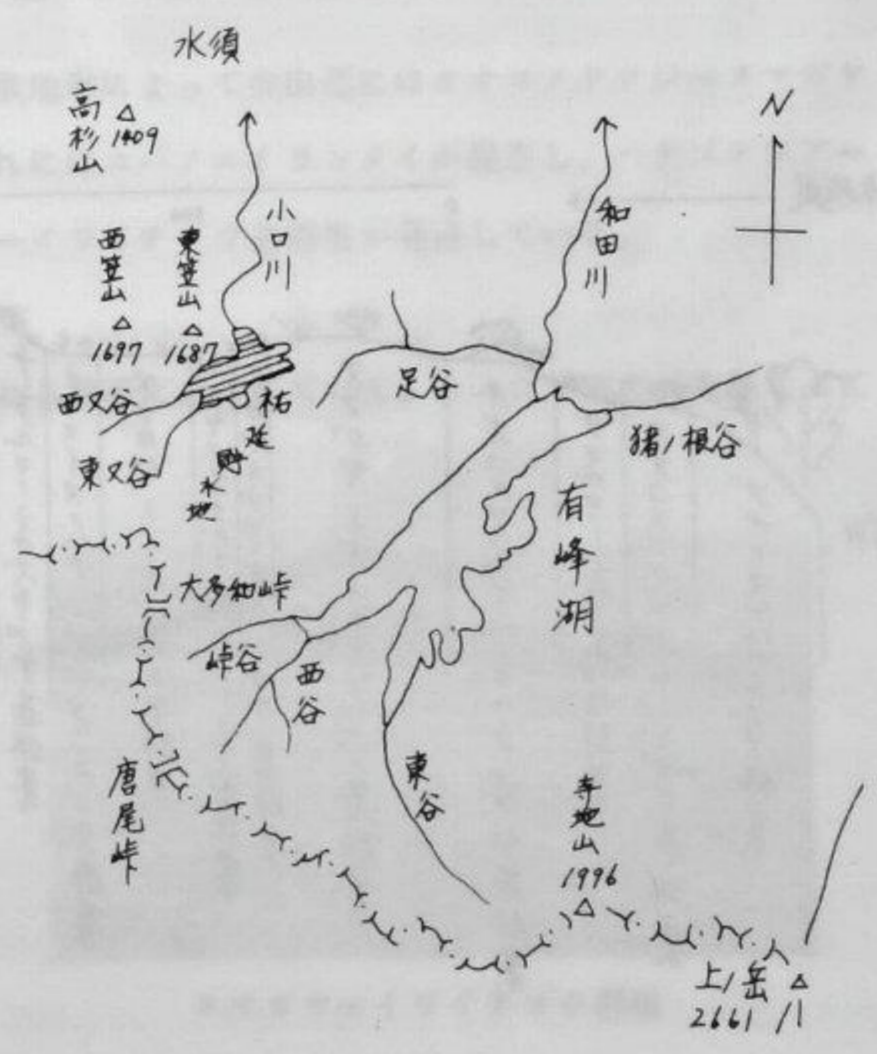 水須
高杉山
1409
N
小口川
和田川
西笠山
1697
東笠山
1687
西又谷
東又谷
祐延貯水地
足谷
猪ノ根谷
有峰湖
大多和峠
峠谷
西谷
東谷
唐尾峠
寺地山
1996
上ノ岳
2661